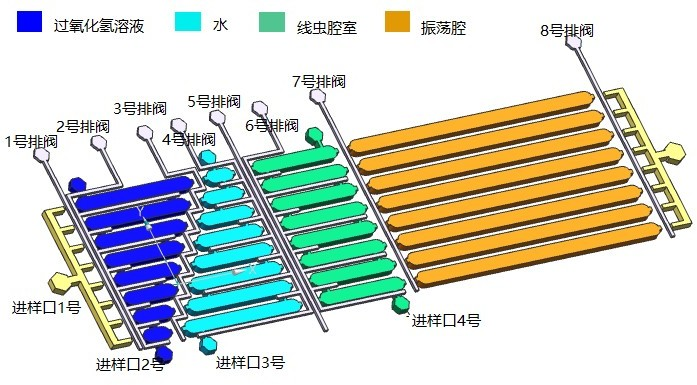 过氧化氢溶液
水
线虫腔室
振荡腔
8号排阀
7号排阀
5号排阀
3号排阀
6号排阀
2号排阀
4号排阀
1号排阀
进样口1号
进样口4号
进样口2号
进样口3号